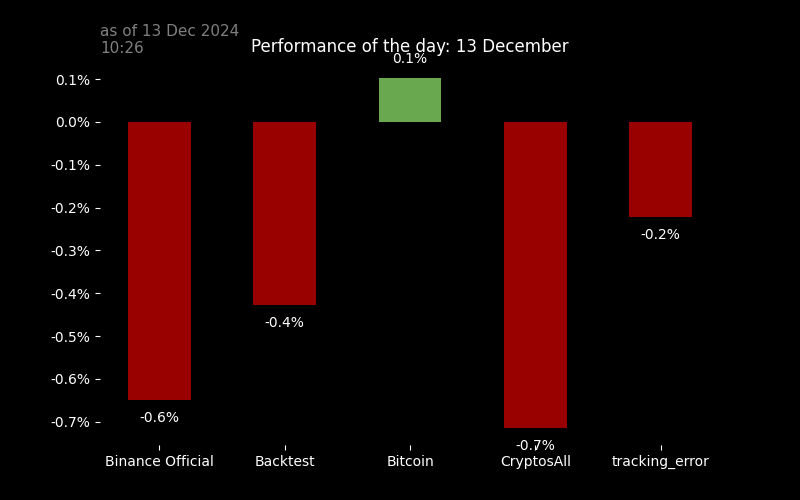 as of 13 Dec 2024
10:26
Performance of the day: 13 December
0.1%
0.1%
0.0%
-0.1%
-0.2%
-0.3%
-0.4%
-0.5%
-0.6%
-0.7%
-0.6%
-0.4%
-0.7%
-0.2%
Binance Official
Backtest
Bitcoin
CryptosAll
tracking_error